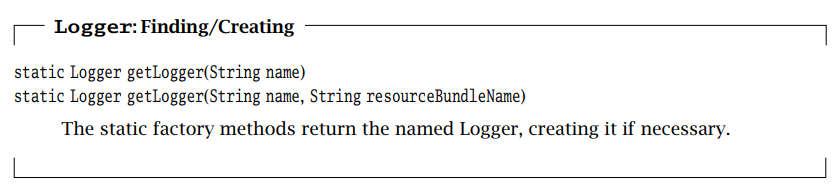 Logger: Finding/Creating
static Logger getLogger(String name)
static Logger getLogger(String name, String resourceBundleName)
The static factory methods return the named Logger, creating it if necessary.